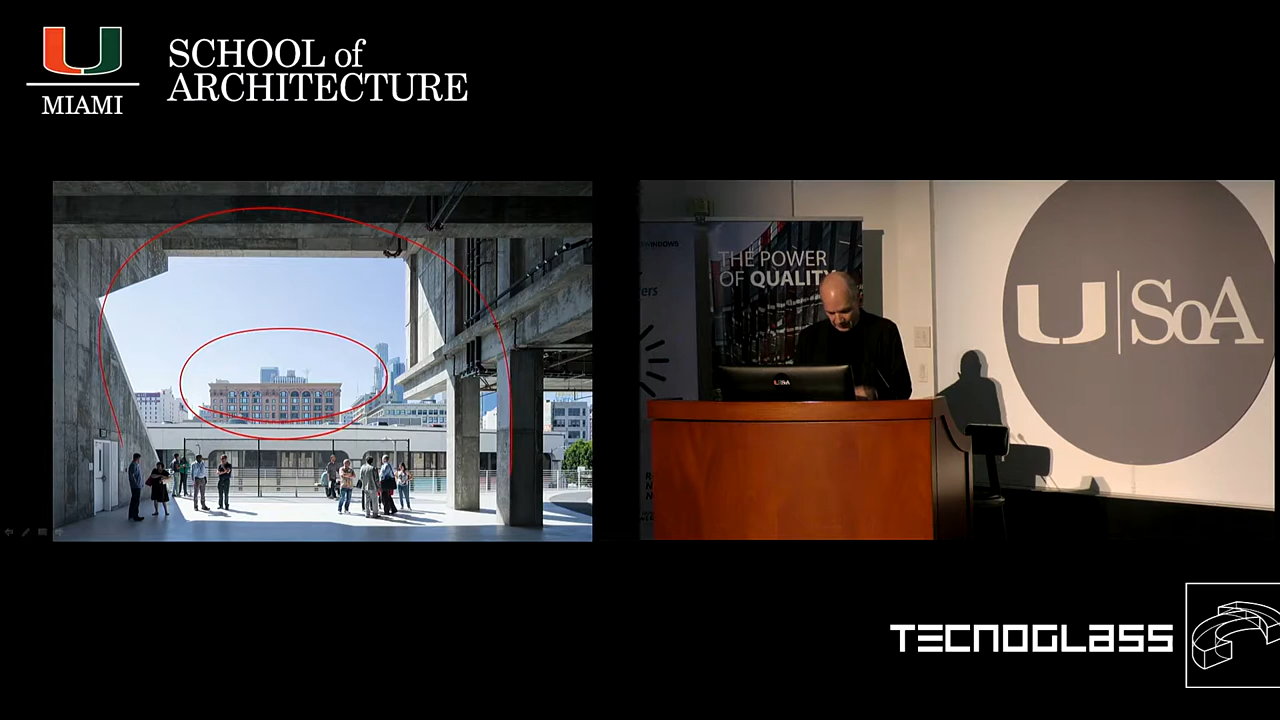 MIAMI
SCHOOL of
ARCHITECTURE
THE POWER
OF QUALITY
U SoA
TECNOGLASS